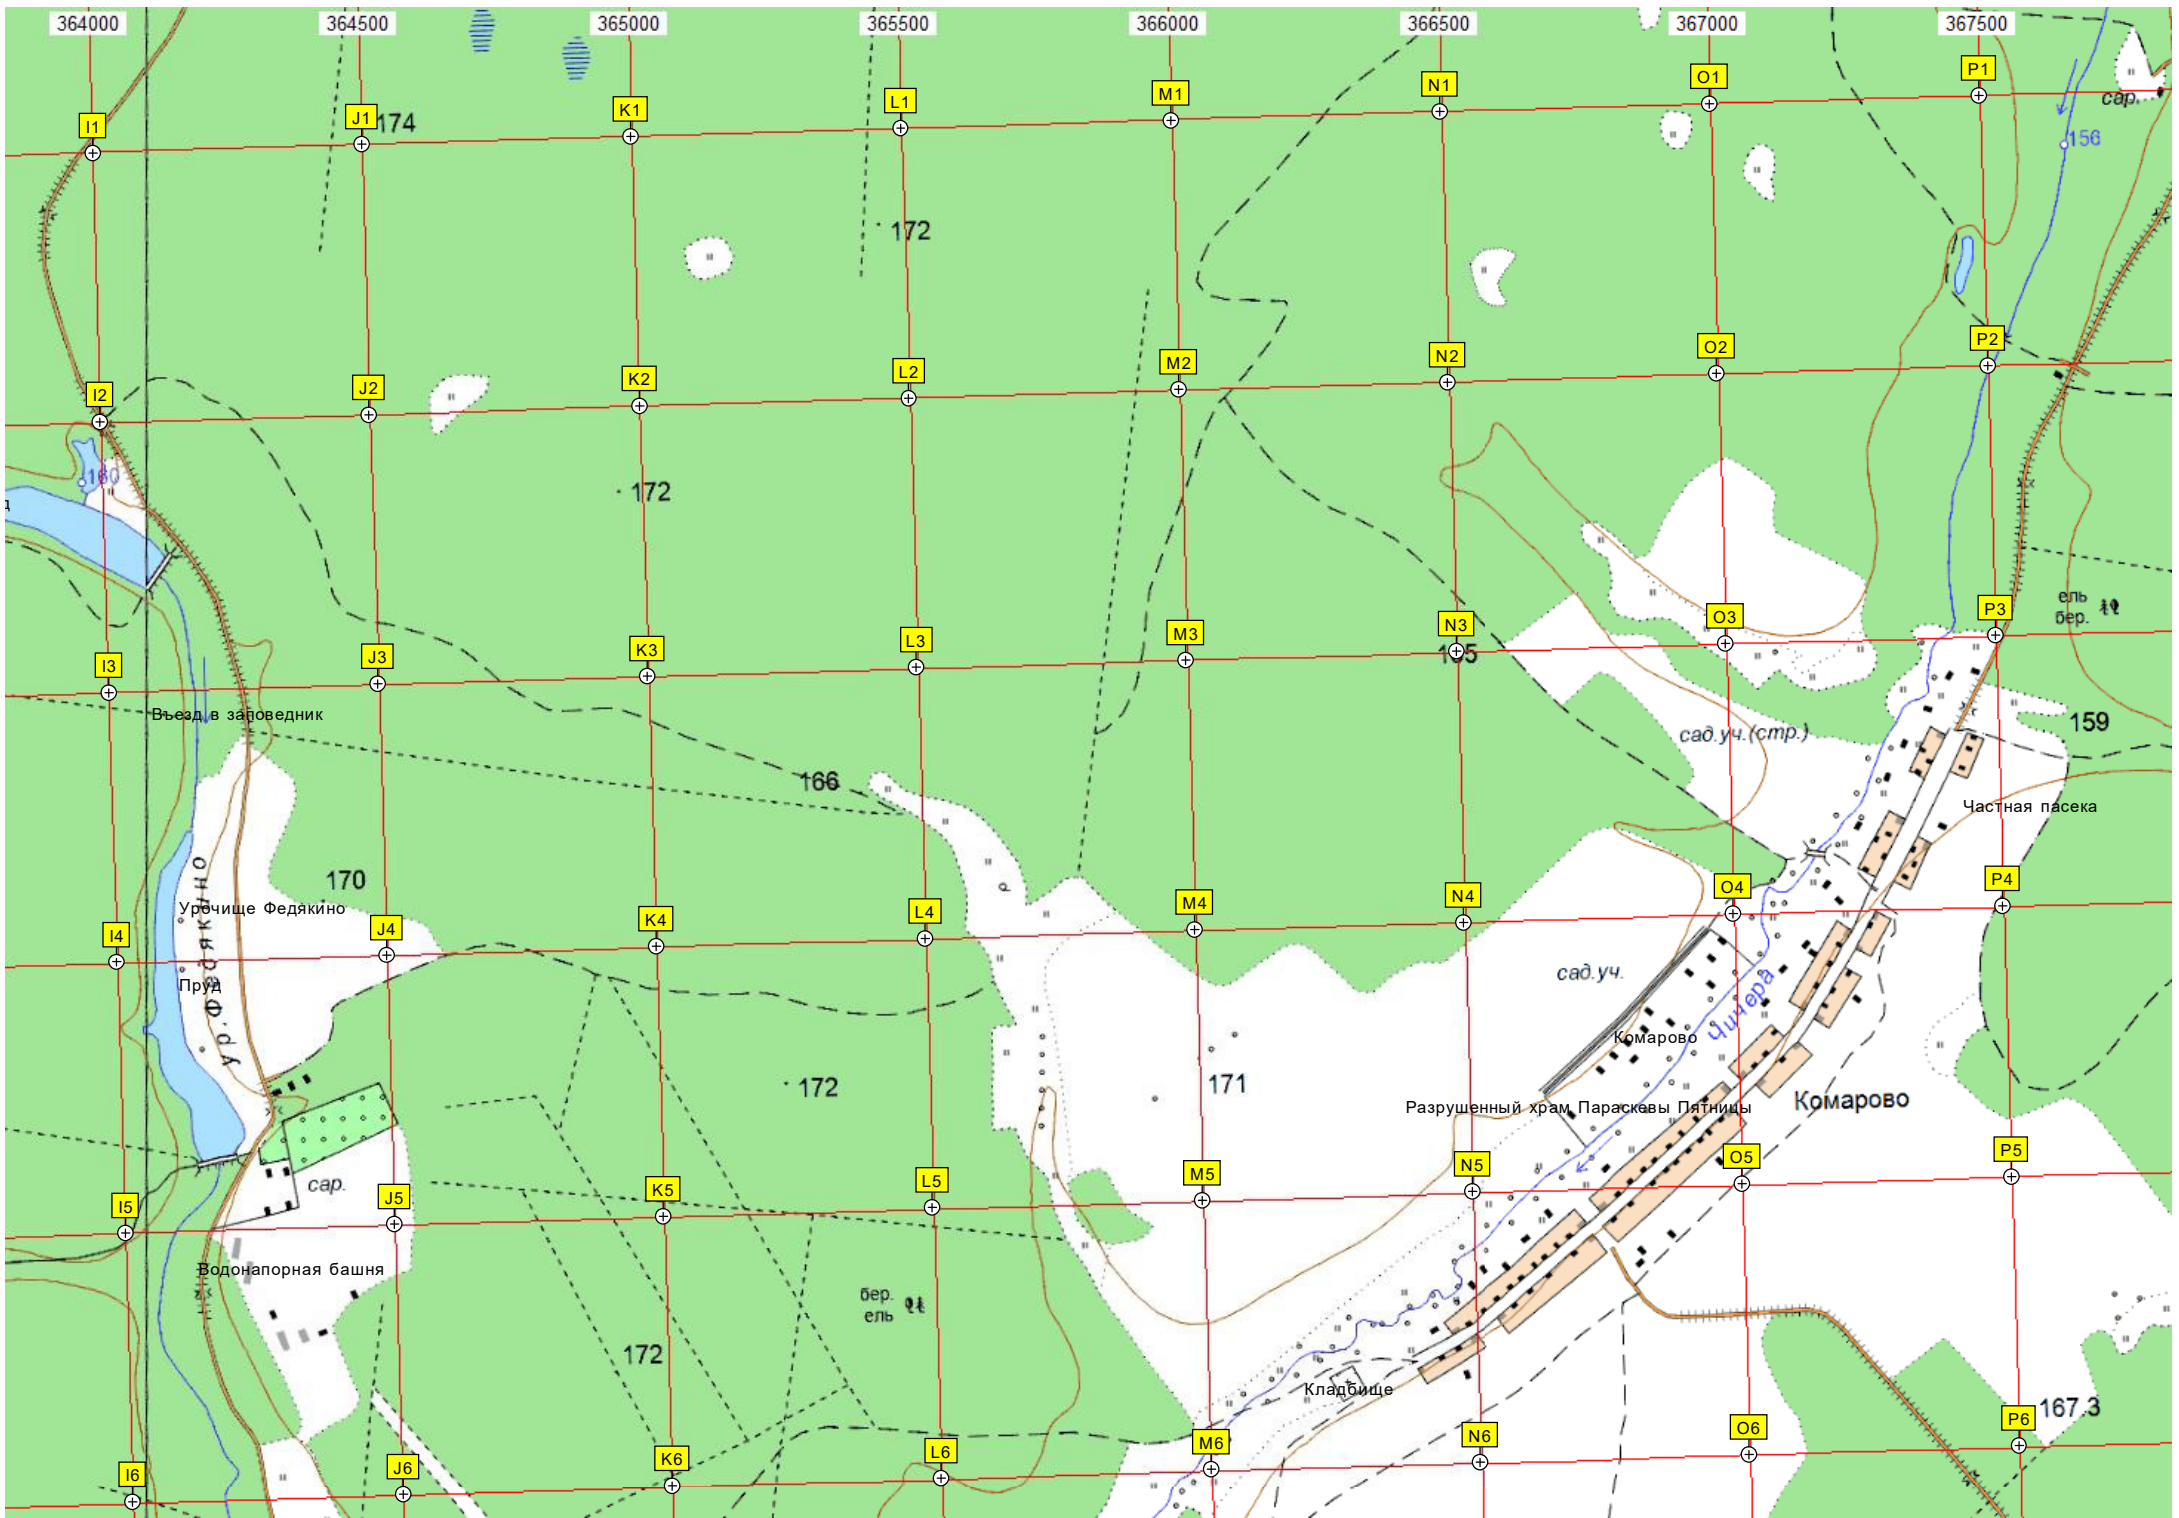 364000 364500 365000 365500 366000 366500 367000 367500
P1
O1
N1
M1
L1
K1
J1
I1
174
сар.
156
172
P2
O2
N2
M2
L2
K2
J2
I2
160
172
ель
бер.
P3
O3
N3
M3
L3
K3
J3
I3
165
Въезд в заповедник
159
сад.уч.(стр.)
166
Частная пасека
170
P4
O4
N4
M4
L4
K4
J4
I4
Урочище Федякино
ур.Федякино
Пруд
сад.уч.
Чичера
Комарово
172
171
Комарово
Разрушенный храм Параскевы Пятницы
P5
O5
N5
M5
L5
K5
J5
I5
сар.
Водонапорная башня
бер.
ель
172
Кладбище
167.3
P6
O6
N6
M6
L6
K6
J6
I6